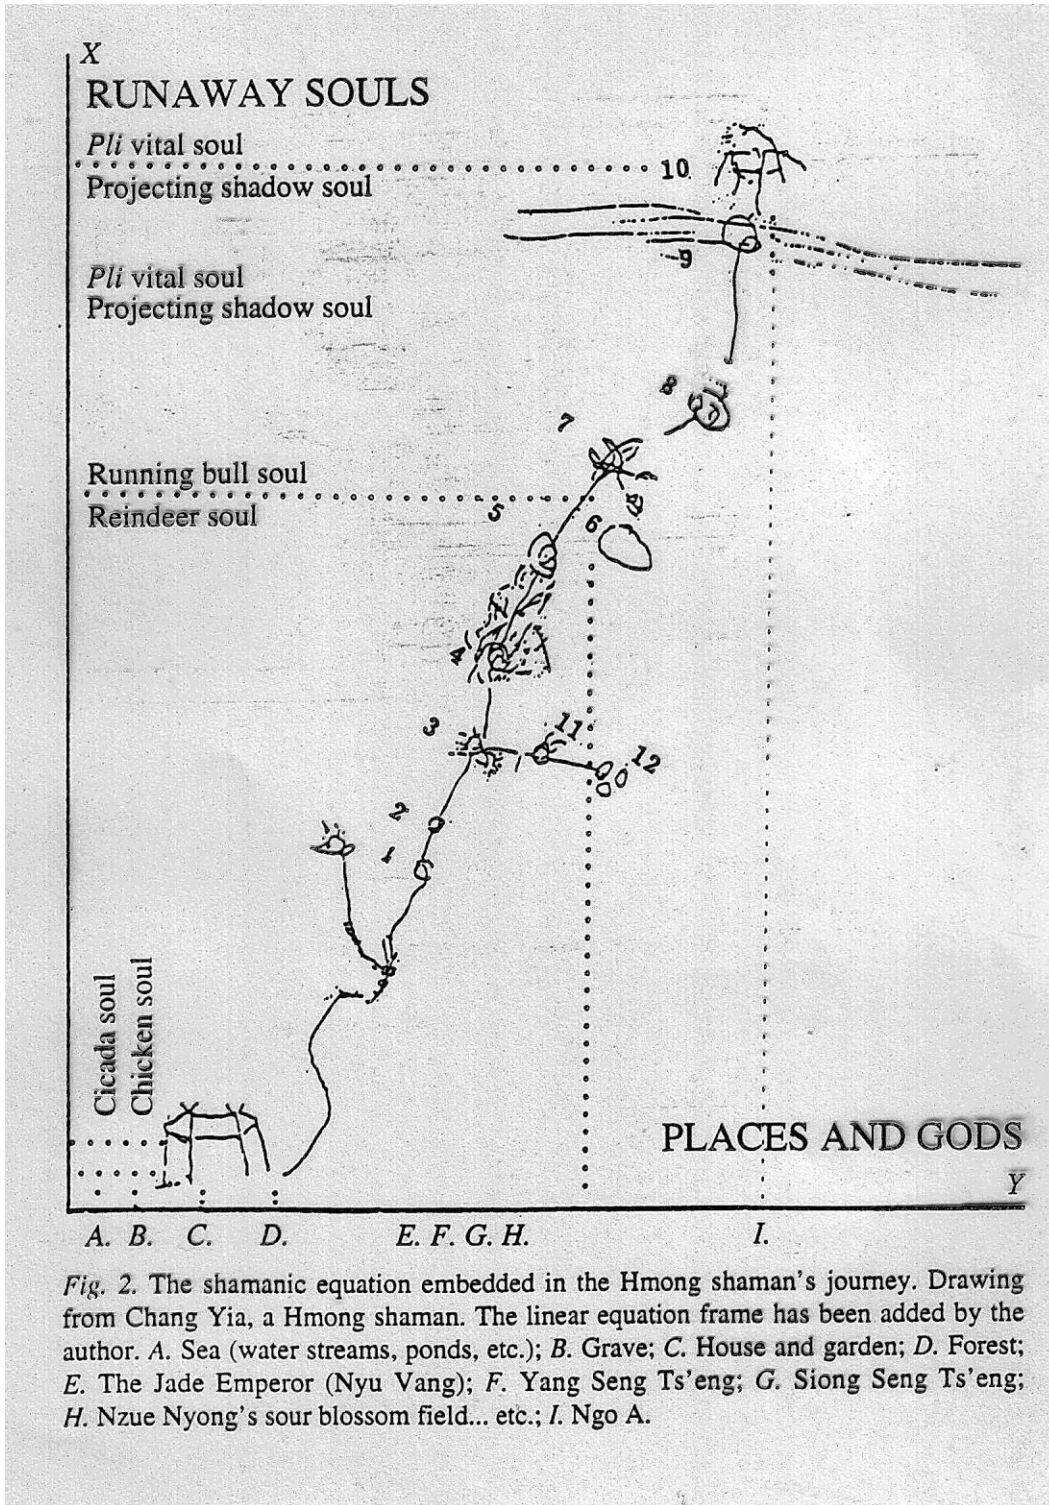 X
RUNAWAY SOULS
Pli vital soul
10
Projecting shadow soul
9
Pli vital soul
Projecting shadow soul
8
7
Running bull soul
5
6
Reindeer soul
4
3
11
12
2
1
Cicada soul
Chicken soul
PLACES AND GODS
Y
A. B. C. D. E. F. G. H. I.
Fig. 2. The shamanic equation embedded in the Hmong shaman's journey. Drawing
from Chang Yia, a Hmong shaman. The linear equation frame has been added by the
author. A. Sea (water streams, ponds, etc.); B. Grave; C. House and garden; D. Forest;
E. The Jade Emperor (Nyu Vang); F. Yang Seng Ts'eng; G. Siong Seng Ts'eng;
H. Nzue Nyong's sour blossom field... etc.; I. Ngo A.